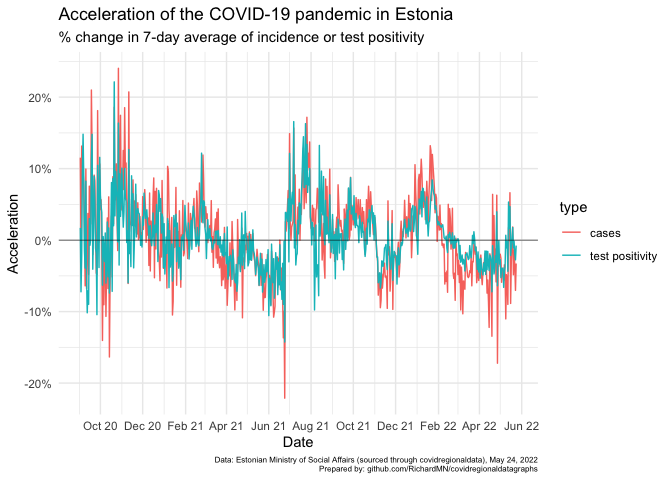 Acceleration of the COVID-19 pandemic in Estonia
% change in 7-day average of incidence or test positivity
20%
10%
0%
-10%
-20%
Acceleration
Oct 20 Dec 20 Feb 21 Apr 21 Jun 21 Aug 21 Oct 21 Dec 21 Feb 22 Apr 22 Jun 22
Date
type
cases
test positivity
Data: Estonian Ministry of Social Affairs (sourced through covidregionaldata), May 24, 2022
Prepared by: github.com/RichardMN/covidregionaldatagraphs